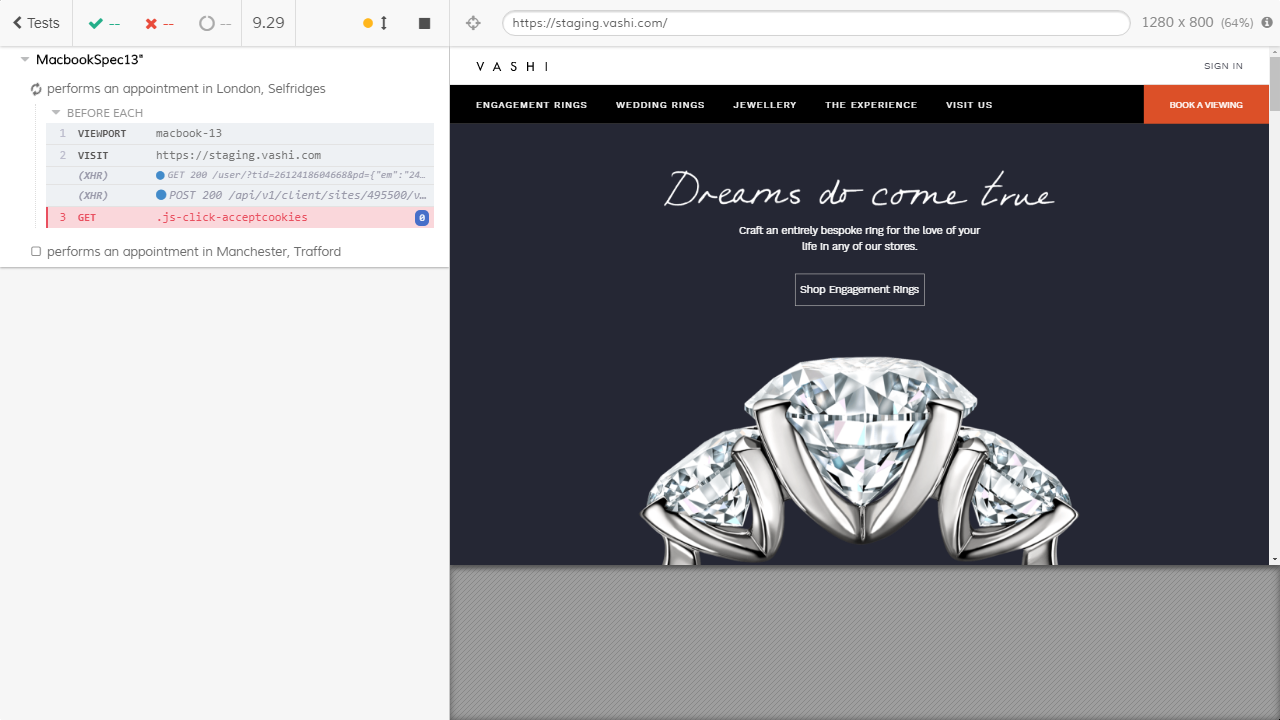 Tests -- -- -- 9.29
https://staging.vashi.com/ 1280 x 800 (64%)
MacbookSpec13"
performs an appointment in London, Selfridges
BEFORE EACH
1 VIEWPORT macbook-13
2 VISIT https://staging.vashi.com
(XHR) GET 200 /user/?tid=2612418604668&pd={"em":"24...
(XHR) POST 200 /api/v1/client/sites/495500/v...
3 GET .js-click-acceptcookies 0
performs an appointment in Manchester, Trafford
VASHI
SIGN IN
ENGAGEMENT RINGS WEDDING RINGS JEWELLERY THE EXPERIENCE VISIT US BOOK A VIEWING
Dreams do come true
Craft an entirely bespoke ring for the love of your
life in any of our stores.
Shop Engagement Rings